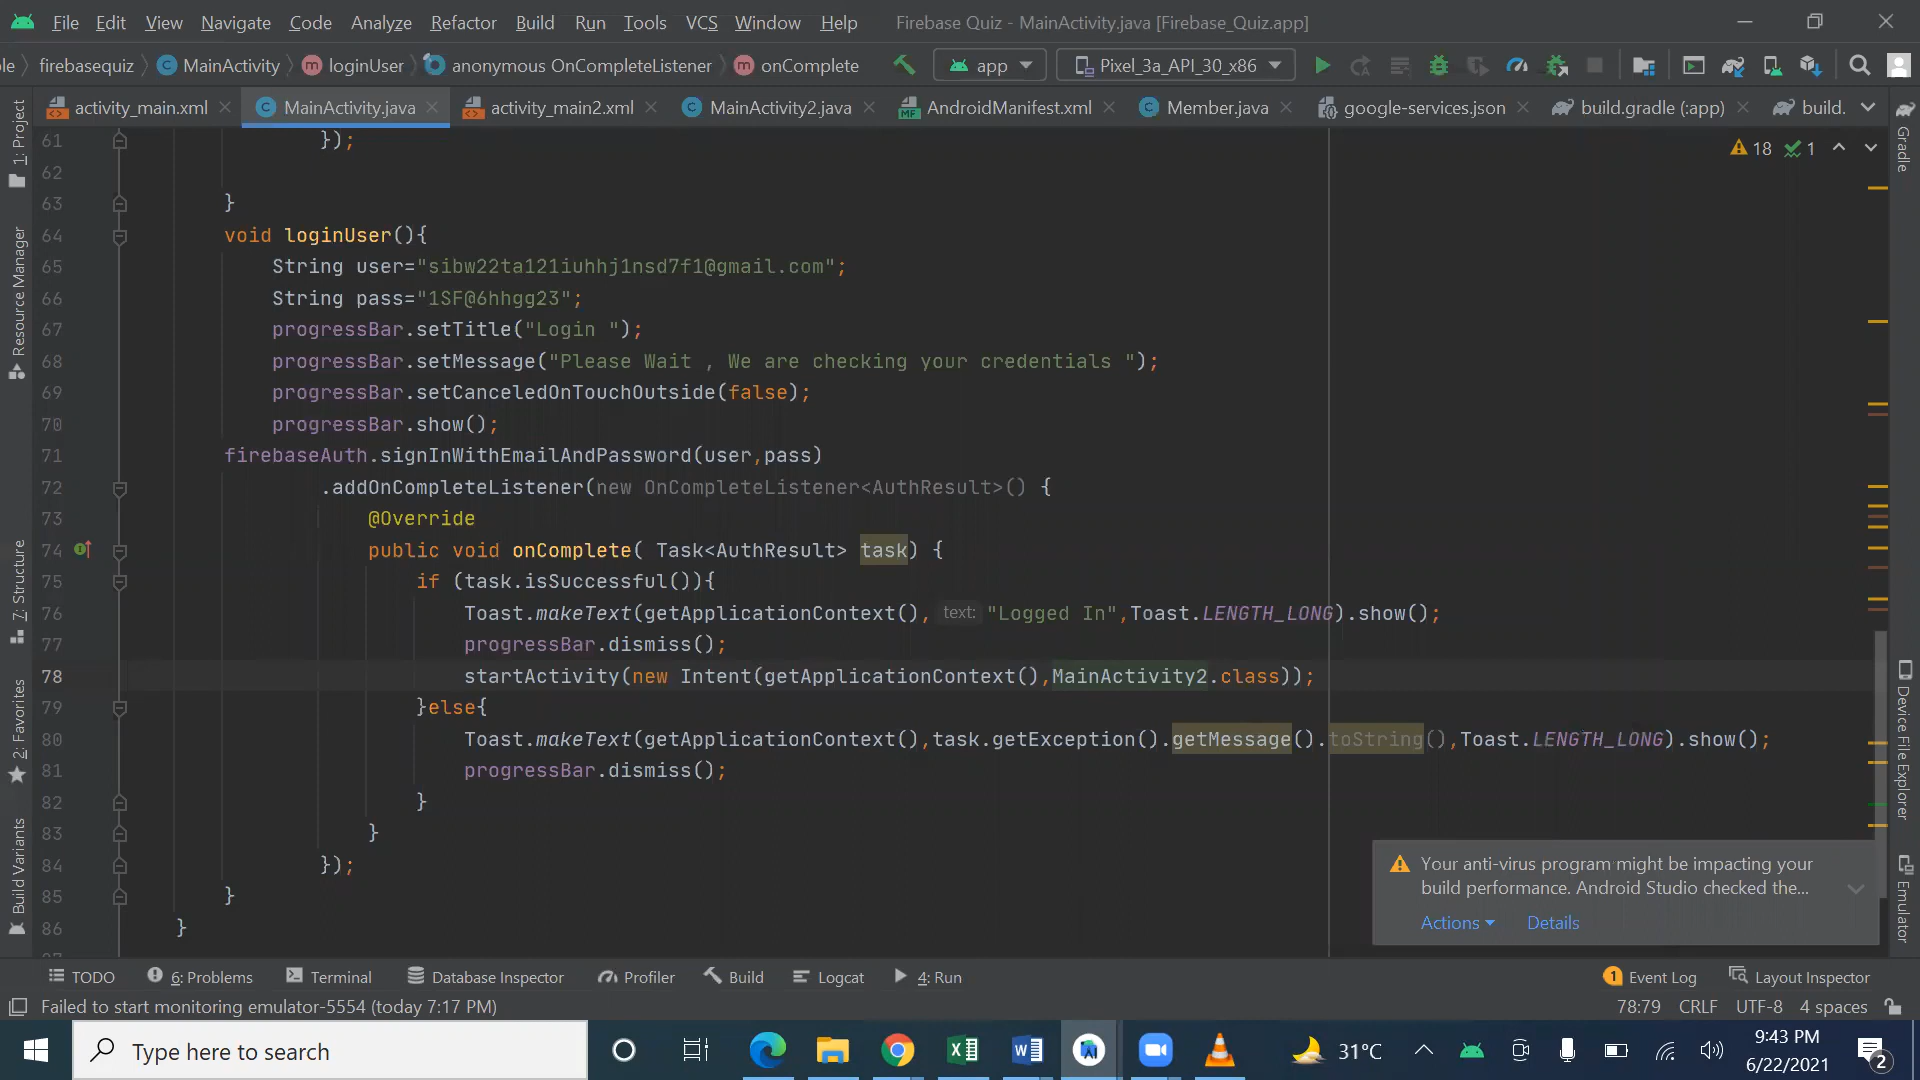 File Edit View Navigate Code Analyze Refactor Build Run Tools VCS Window Help Firebase Quiz - MainActivity.java [Firebase_Quiz.app]
le firebasequiz MainActivity loginUser anonymous OnCompleteListener onComplete app Pixel_3a_API_30_x86
activity_main.xml MainActivity.java activity_main2.xml MainActivity2.java AndroidManifest.xml Member.java google-services.json build.gradle (:app) build.
1: Project
Resource Manager
7: Structure
2: Favorites
Build Variants
Gradle
Device File Explorer
Emulator
18 1
61 });
62
63 }
64 void loginUser(){
65 String user="sibw22ta121iuhhj1nsd7f1@gmail.com";
66 String pass="1SF@6hhgg23";
67 progressBar.setTitle("Login ");
68 progressBar.setMessage("Please Wait , We are checking your credentials ");
69 progressBar.setCanceledOnTouchOutside(false);
70 progressBar.show();
71 firebaseAuth.signInWithEmailAndPassword(user,pass)
72 .addOnCompleteListener(new OnCompleteListener<AuthResult>() {
73 @Override
74 public void onComplete( Task<AuthResult> task) {
75 if (task.isSuccessful()){
76 Toast.makeText(getApplicationContext(), text: "Logged In",Toast.LENGTH_LONG).show();
77 progressBar.dismiss();
78 startActivity(new Intent(getApplicationContext(),MainActivity2.class));
79 }else{
80 Toast.makeText(getApplicationContext(),task.getException().getMessage().toString(),Toast.LENGTH_LONG).show();
81 progressBar.dismiss();
82 }
83 }
84 });
85 }
86 }
Your anti-virus program might be impacting your
build performance. Android Studio checked the...
Actions Details
TODO 6: Problems Terminal Database Inspector Profiler Build Logcat 4: Run 1 Event Log Layout Inspector
Failed to start monitoring emulator-5554 (today 7:17 PM) 78:79 CRLF UTF-8 4 spaces
Type here to search 31°C 9:43 PM
6/22/2021 2